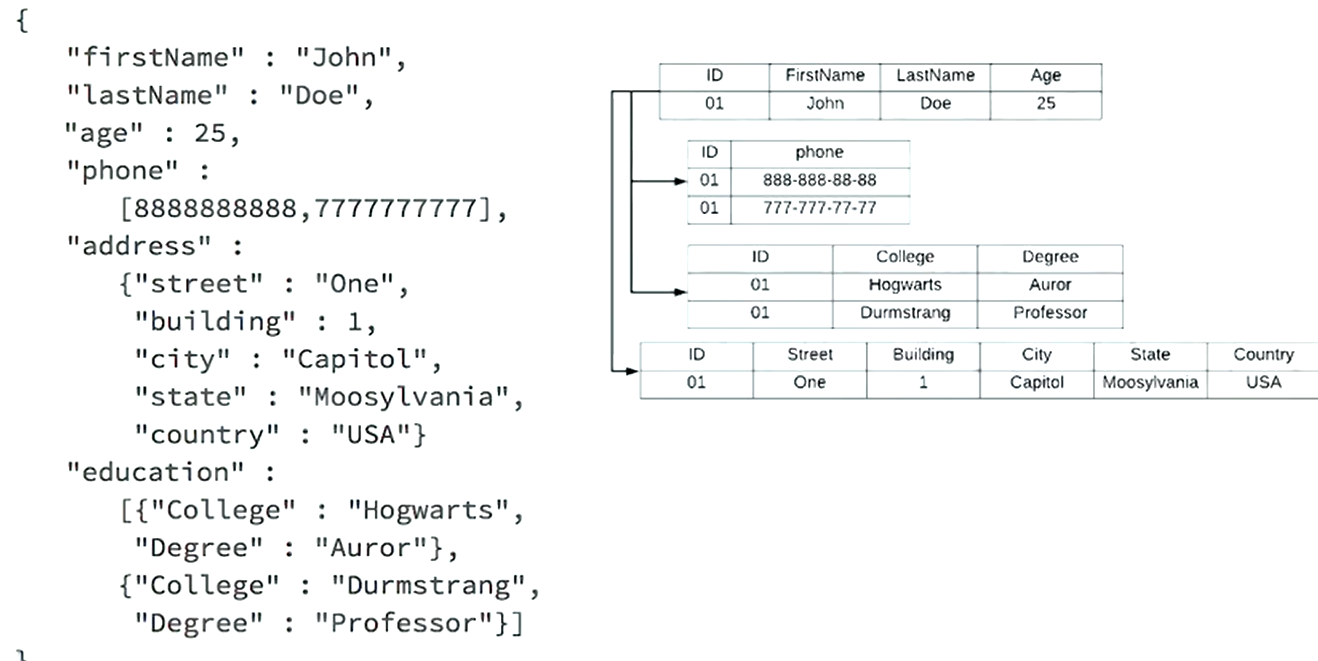 {
"firstName" : "John",
"lastName" : "Doe",
"age" : 25,
"phone" :
[8888888888,7777777777],
"address" :
{"street" : "One",
"building" : 1,
"city" : "Capitol",
"state" : "Moosylvania",
"country" : "USA"}
"education" :
[{"College" : "Hogwarts",
"Degree" : "Auror"},
{"College" : "Durmstrang",
"Degree" : "Professor"}]
}
ID FirstName LastName Age
01 John Doe 25
ID phone
01 888-888-88-88
01 777-777-77-77
ID College Degree
01 Hogwarts Auror
01 Durmstrang Professor
ID Street Building City State Country
01 One 1 Capitol Moosylvania USA